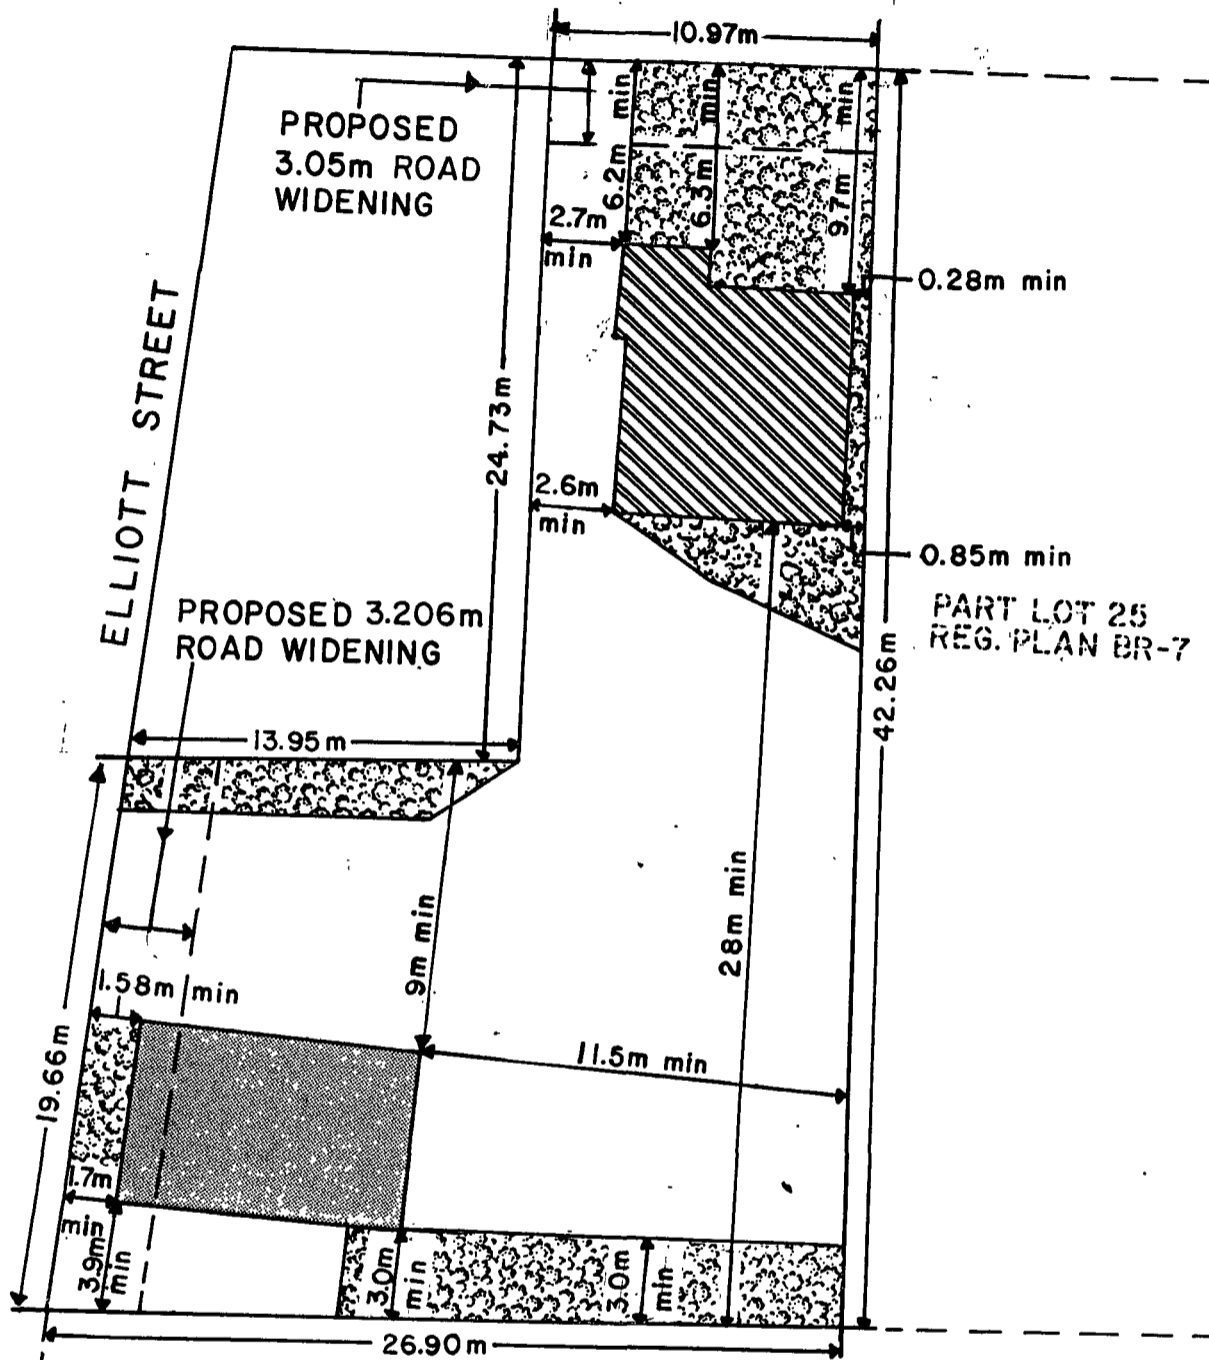 10.97m
PROPOSED
3.05m ROAD
WIDENING
6.2m min
6.3m min
9.7m min
2.7m
min
0.28m min
ELLIOTT STREET
24.73m
2.6m
min
0.85m min
PART LOT 25
REG. PLAN BR-7
PROPOSED 3.206m
ROAD WIDENING
42.26m
13.95m
9m min
28m min
1.58m min
11.5m min
19.66m
1.7m
min
3.9m
min
3.0m
min
3.0m
min
26.90m